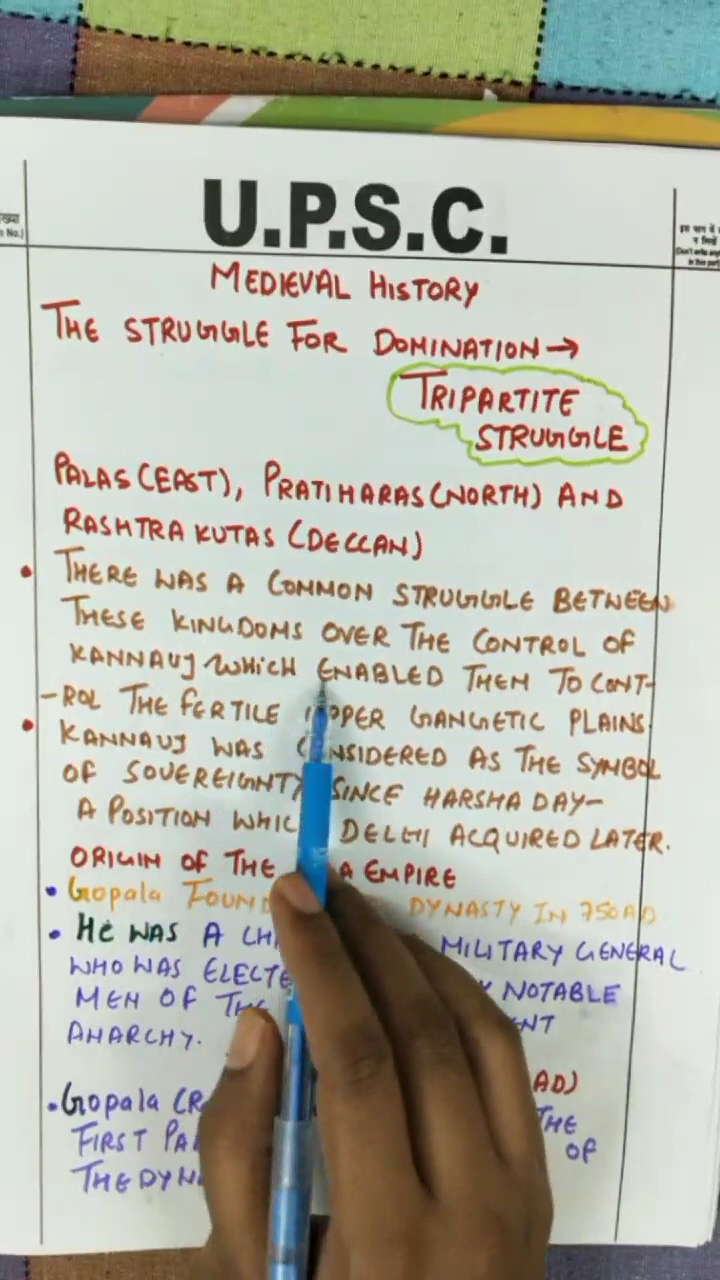 U.P.S.C.
MEDIEVAL HISTORY
THE STRUGGLE FOR DOMINATION→
TRIPARTITE
STRUGGLE
PALAS(EAST), PRATIHARAS(NORTH) AND
RASHTRAKUTAS (DECCAN)
• THERE WAS A COMMON STRUGGLE BETWEEN
THESE KINGDOMS OVER THE CONTROL OF
KANNAUJ WHICH ENABLED THEM TO CONT-
-ROL THE FERTILE UPPER GANGETIC PLAINS.
• KANNAUJ WAS CONSIDERED AS THE SYMBOL
OF SOVEREIGNTY SINCE HARSHA DAY-
A POSITION WHICH DELHI ACQUIRED LATER.
ORIGIN OF THE A EMPIRE
• Gopala FOUND DYNASTY IN 750AD
• HE WAS A MILITARY GENERAL
WHO WAS ELECTE NOTABLE
MEN OF
ANARCHY.
• Gopala AD)
FIRST THE
THE OF